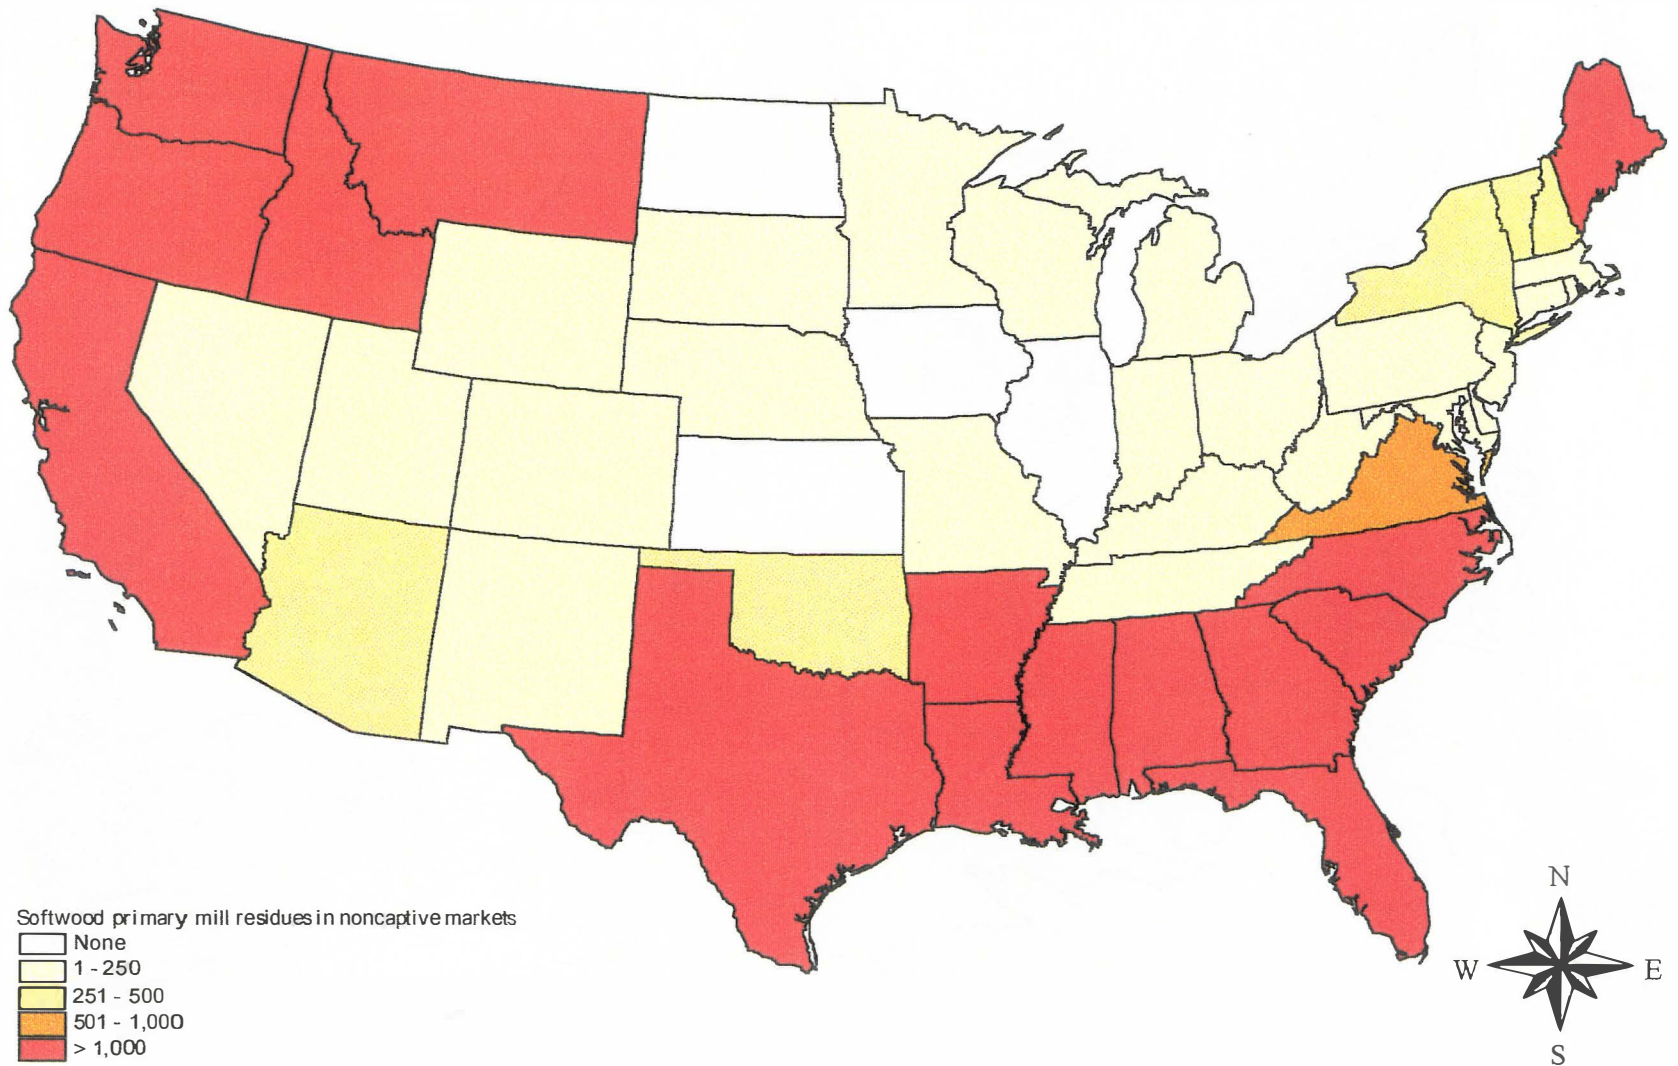 Softwood primary mill residues in noncaptive markets
None
1 - 250
251 - 500
501 - 1,000
> 1,000
N
W E
S